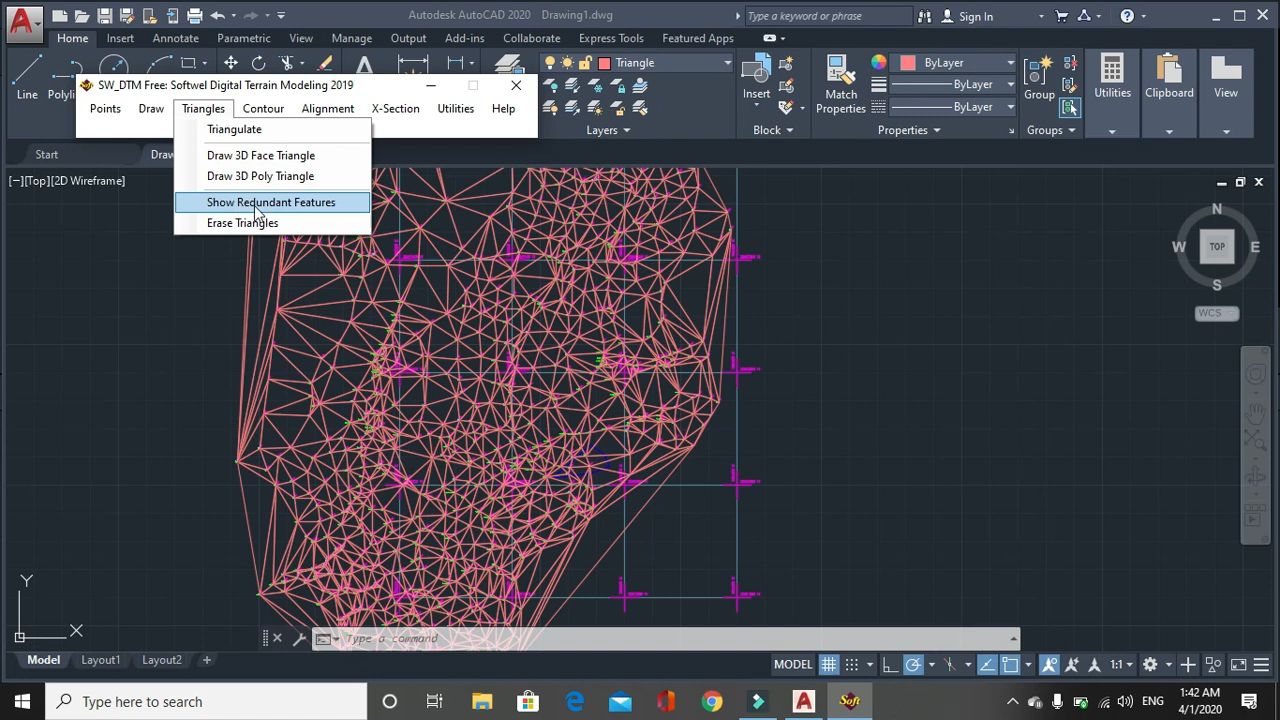 Autodesk AutoCAD 2020 Drawing1.dwg
Type a keyword or phrase
Sign In
Home Insert Annotate Parametric View Manage Output Add-ins Collaborate Express Tools Featured Apps
SW_DTM Free: Softwel Digital Terrain Modeling 2019
Points Draw Triangles Contour Alignment X-Section Utilities Help
Triangulate
Draw 3D Face Triangle
Draw 3D Poly Triangle
Show Redundant Features
Erase Triangles
Line
Triangle
Layers
Insert
Block
Match
Properties
ByLayer
ByLayer
ByLayer
Properties
Group
Groups
Utilities
Clipboard
View
Start
[−][Top][2D Wireframe]
N
W TOP E
S
WCS
Y
X
Type a command
Model Layout1 Layout2 +
MODEL
1:1
Type here to search
Soft
ENG
1:42 AM
4/1/2020